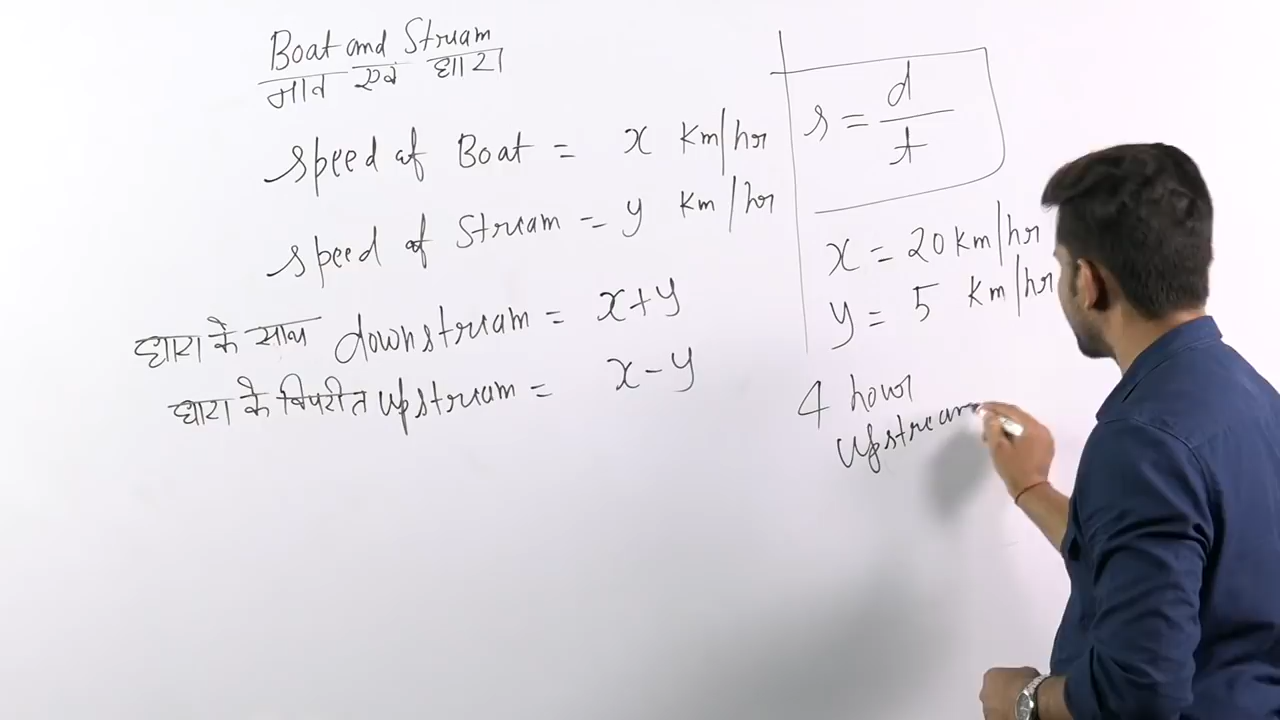 Boat and Stream
नाव एवं धारा
speed of Boat = x Km/hr
speed of Stream = y Km/hr
धारा के साथ downstream = x+y
धारा के विपरीत upstream = x-y
s = d/t
x = 20 km/hr
y = 5 Km/hr
4 hour
upstream